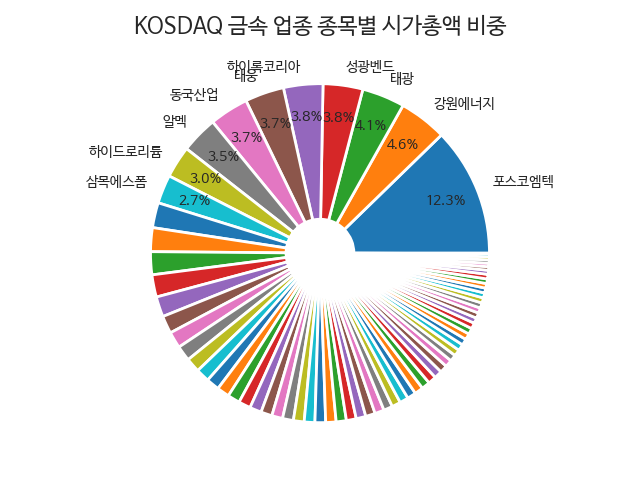 KOSDAQ 금속 업종 종목별 시가총액 비중
포스코엠텍
12.3%
강원에너지
4.6%
태광
4.1%
성광벤드
3.8%
하이록코리아
3.8%
태웅
3.7%
동국산업
3.7%
알멕
3.5%
하이드로리튬
3.0%
삼목에스폼
2.7%